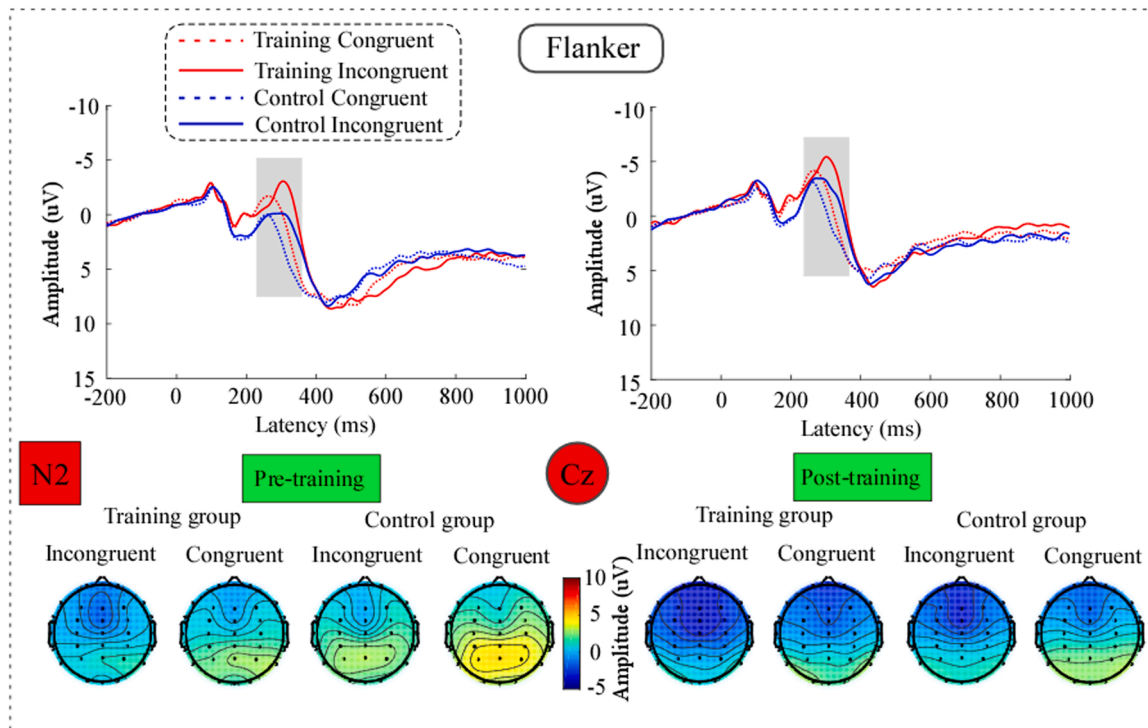 Training Congruent
Training Incongruent
Control Congruent
Control Incongruent
Flanker
Amplitude (uV)
-10
-5
0
5
10
15
-200 0 200 400 600 800 1000
Latency (ms)
Amplitude (uV)
-10
-5
0
5
10
15
-200 0 200 400 600 800 1000
Latency (ms)
N2
Pre-training
Cz
Post-training
Training group
Control group
Incongruent Congruent Incongruent Congruent
10
5
0
-5
Amplitude (uV)
Training group
Control group
Incongruent Congruent Incongruent Congruent